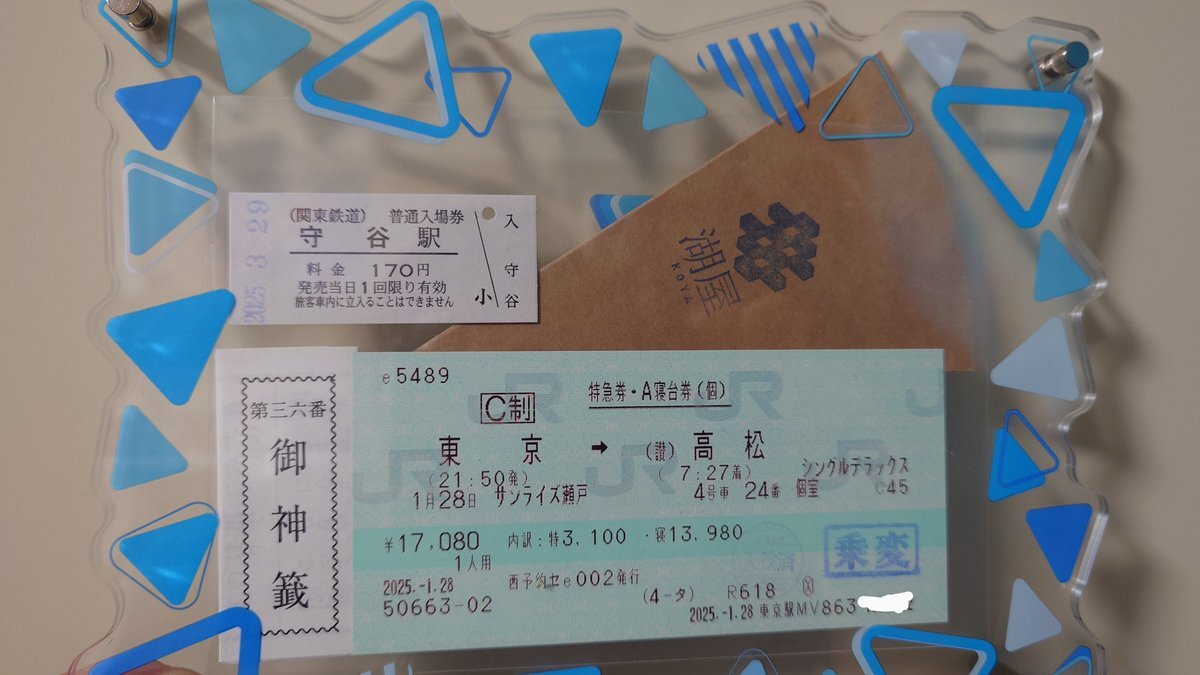 2025.3.29
(関東鉄道) 普通入場券
守谷駅
料金 170円
発売当日1回限り有効
旅客車内に立入ることはできません
小
入
守谷
湖屋
KOYA
第三六番
御神籤
e5489
C制
特急券・A寝台券(個)
東京 → (讃)高松
(21:50発) (7:27着) シングルデラックス
1月28日 サンライズ瀬戸 4号車 24番 個室 C45
¥17,080 内訳:特3,100・寝13,980
1人用
乗変
2025.-1.28 西予約セe002発行
50663-02 (4-タ) R618
2025.-1.28 東京駅MV863
JR JR JR JR